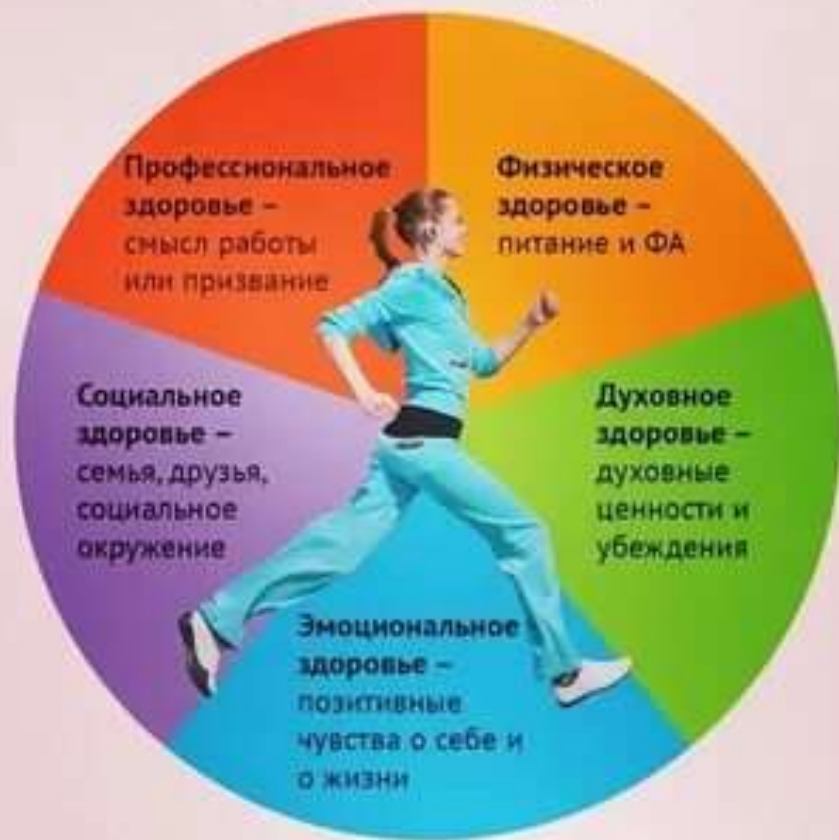 Профессиональное
здоровье –
смысл работы
или призвание
Физическое
здоровье –
питание и ФА
Духовное
здоровье –
духовные
ценности и
убеждения
Эмоциональное
здоровье –
позитивные
чувства о себе и
о жизни
Социальное
здоровье –
семья, друзья,
социальное
окружение